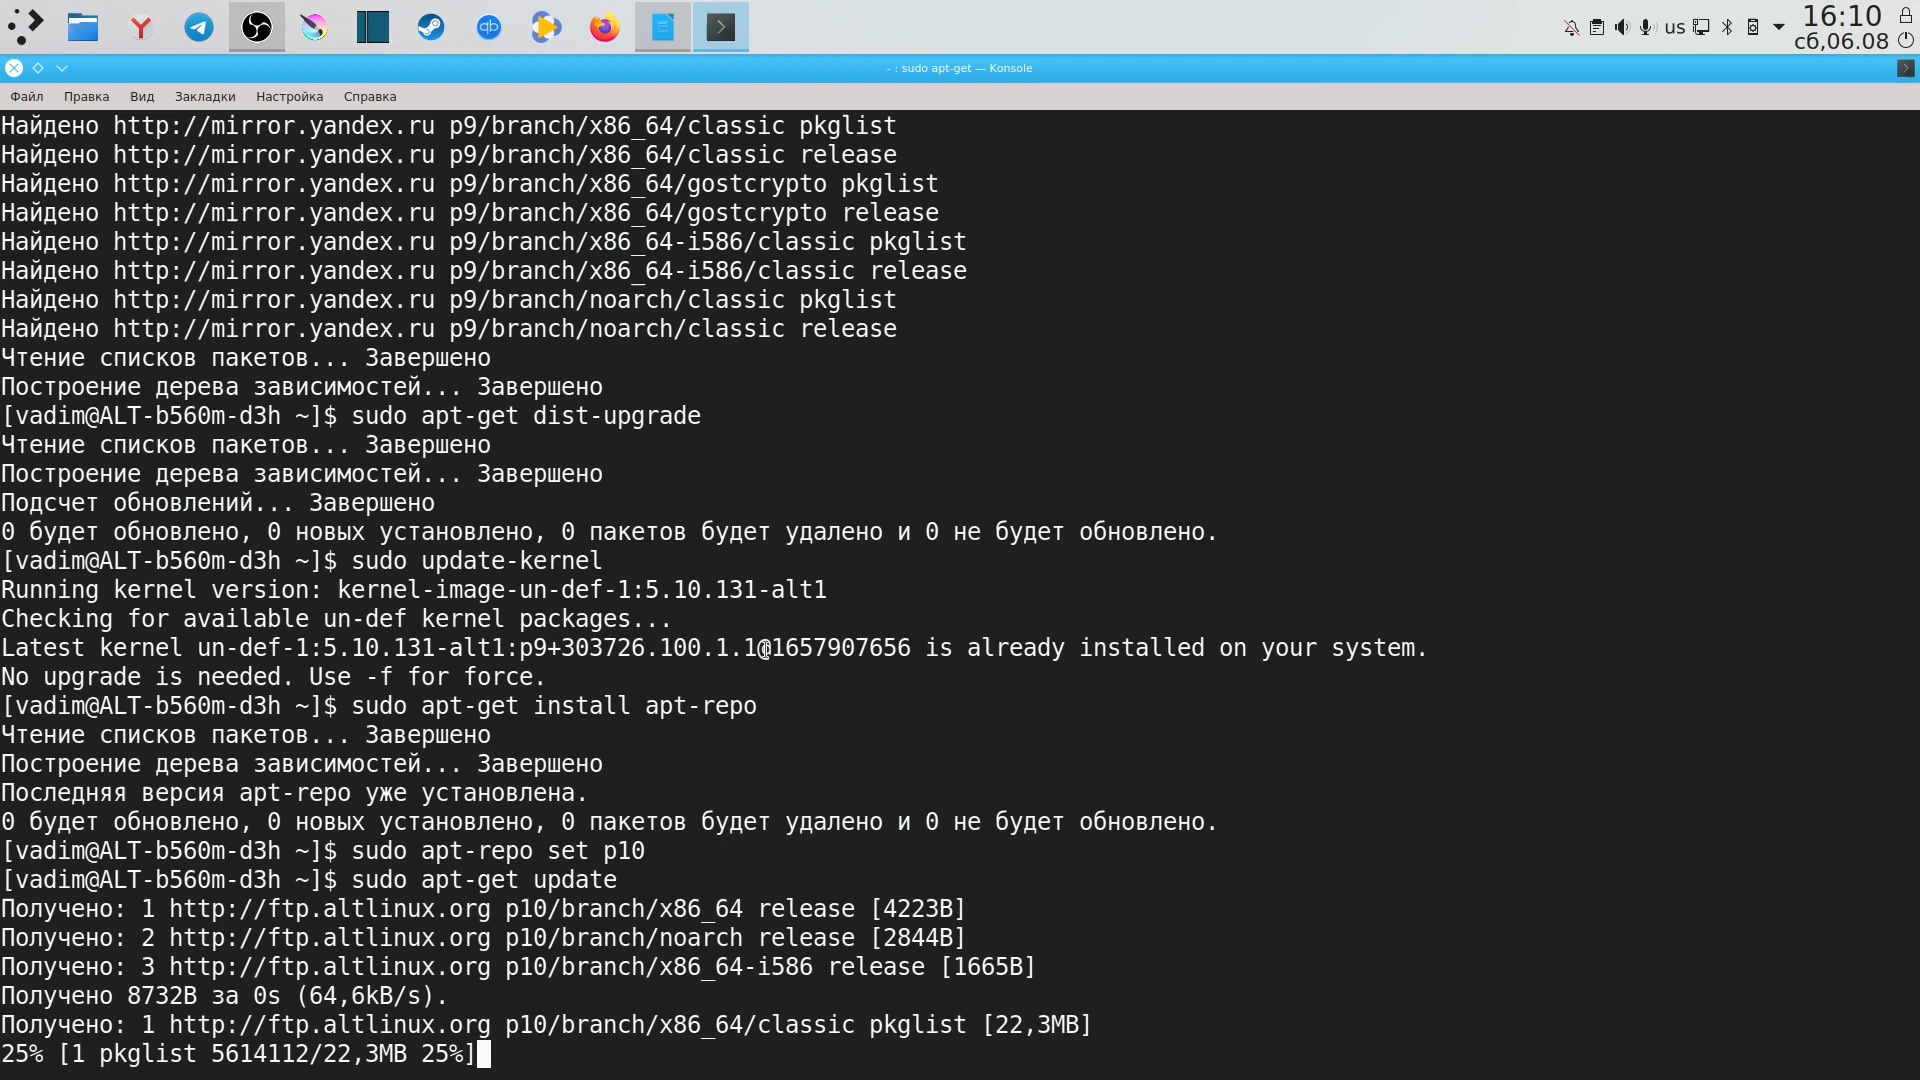 us
16:10
сб,06.08
- : sudo apt-get — Konsole
Файл Правка Вид Закладки Настройка Справка
Найдено http://mirror.yandex.ru p9/branch/x86_64/classic pkglist
Найдено http://mirror.yandex.ru p9/branch/x86_64/classic release
Найдено http://mirror.yandex.ru p9/branch/x86_64/gostcrypto pkglist
Найдено http://mirror.yandex.ru p9/branch/x86_64/gostcrypto release
Найдено http://mirror.yandex.ru p9/branch/x86_64-i586/classic pkglist
Найдено http://mirror.yandex.ru p9/branch/x86_64-i586/classic release
Найдено http://mirror.yandex.ru p9/branch/noarch/classic pkglist
Найдено http://mirror.yandex.ru p9/branch/noarch/classic release
Чтение списков пакетов... Завершено
Построение дерева зависимостей... Завершено
[vadim@ALT-b560m-d3h ~]$ sudo apt-get dist-upgrade
Чтение списков пакетов... Завершено
Построение дерева зависимостей... Завершено
Подсчет обновлений... Завершено
0 будет обновлено, 0 новых установлено, 0 пакетов будет удалено и 0 не будет обновлено.
[vadim@ALT-b560m-d3h ~]$ sudo update-kernel
Running kernel version: kernel-image-un-def-1:5.10.131-alt1
Checking for available un-def kernel packages...
Latest kernel un-def-1:5.10.131-alt1:p9+303726.100.1.1@1657907656 is already installed on your system.
No upgrade is needed. Use -f for force.
[vadim@ALT-b560m-d3h ~]$ sudo apt-get install apt-repo
Чтение списков пакетов... Завершено
Построение дерева зависимостей... Завершено
Последняя версия apt-repo уже установлена.
0 будет обновлено, 0 новых установлено, 0 пакетов будет удалено и 0 не будет обновлено.
[vadim@ALT-b560m-d3h ~]$ sudo apt-repo set p10
[vadim@ALT-b560m-d3h ~]$ sudo apt-get update
Получено: 1 http://ftp.altlinux.org p10/branch/x86_64 release [4223B]
Получено: 2 http://ftp.altlinux.org p10/branch/noarch release [2844B]
Получено: 3 http://ftp.altlinux.org p10/branch/x86_64-i586 release [1665B]
Получено 8732B за 0s (64,6kB/s).
Получено: 1 http://ftp.altlinux.org p10/branch/x86_64/classic pkglist [22,3MB]
25% [1 pkglist 5614112/22,3MB 25%]